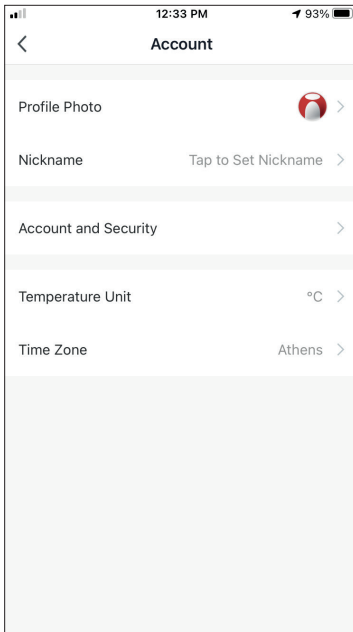 12:33 PM 93%
Account
Profile Photo
Nickname Tap to Set Nickname
Account and Security
Temperature Unit °C
Time Zone Athens